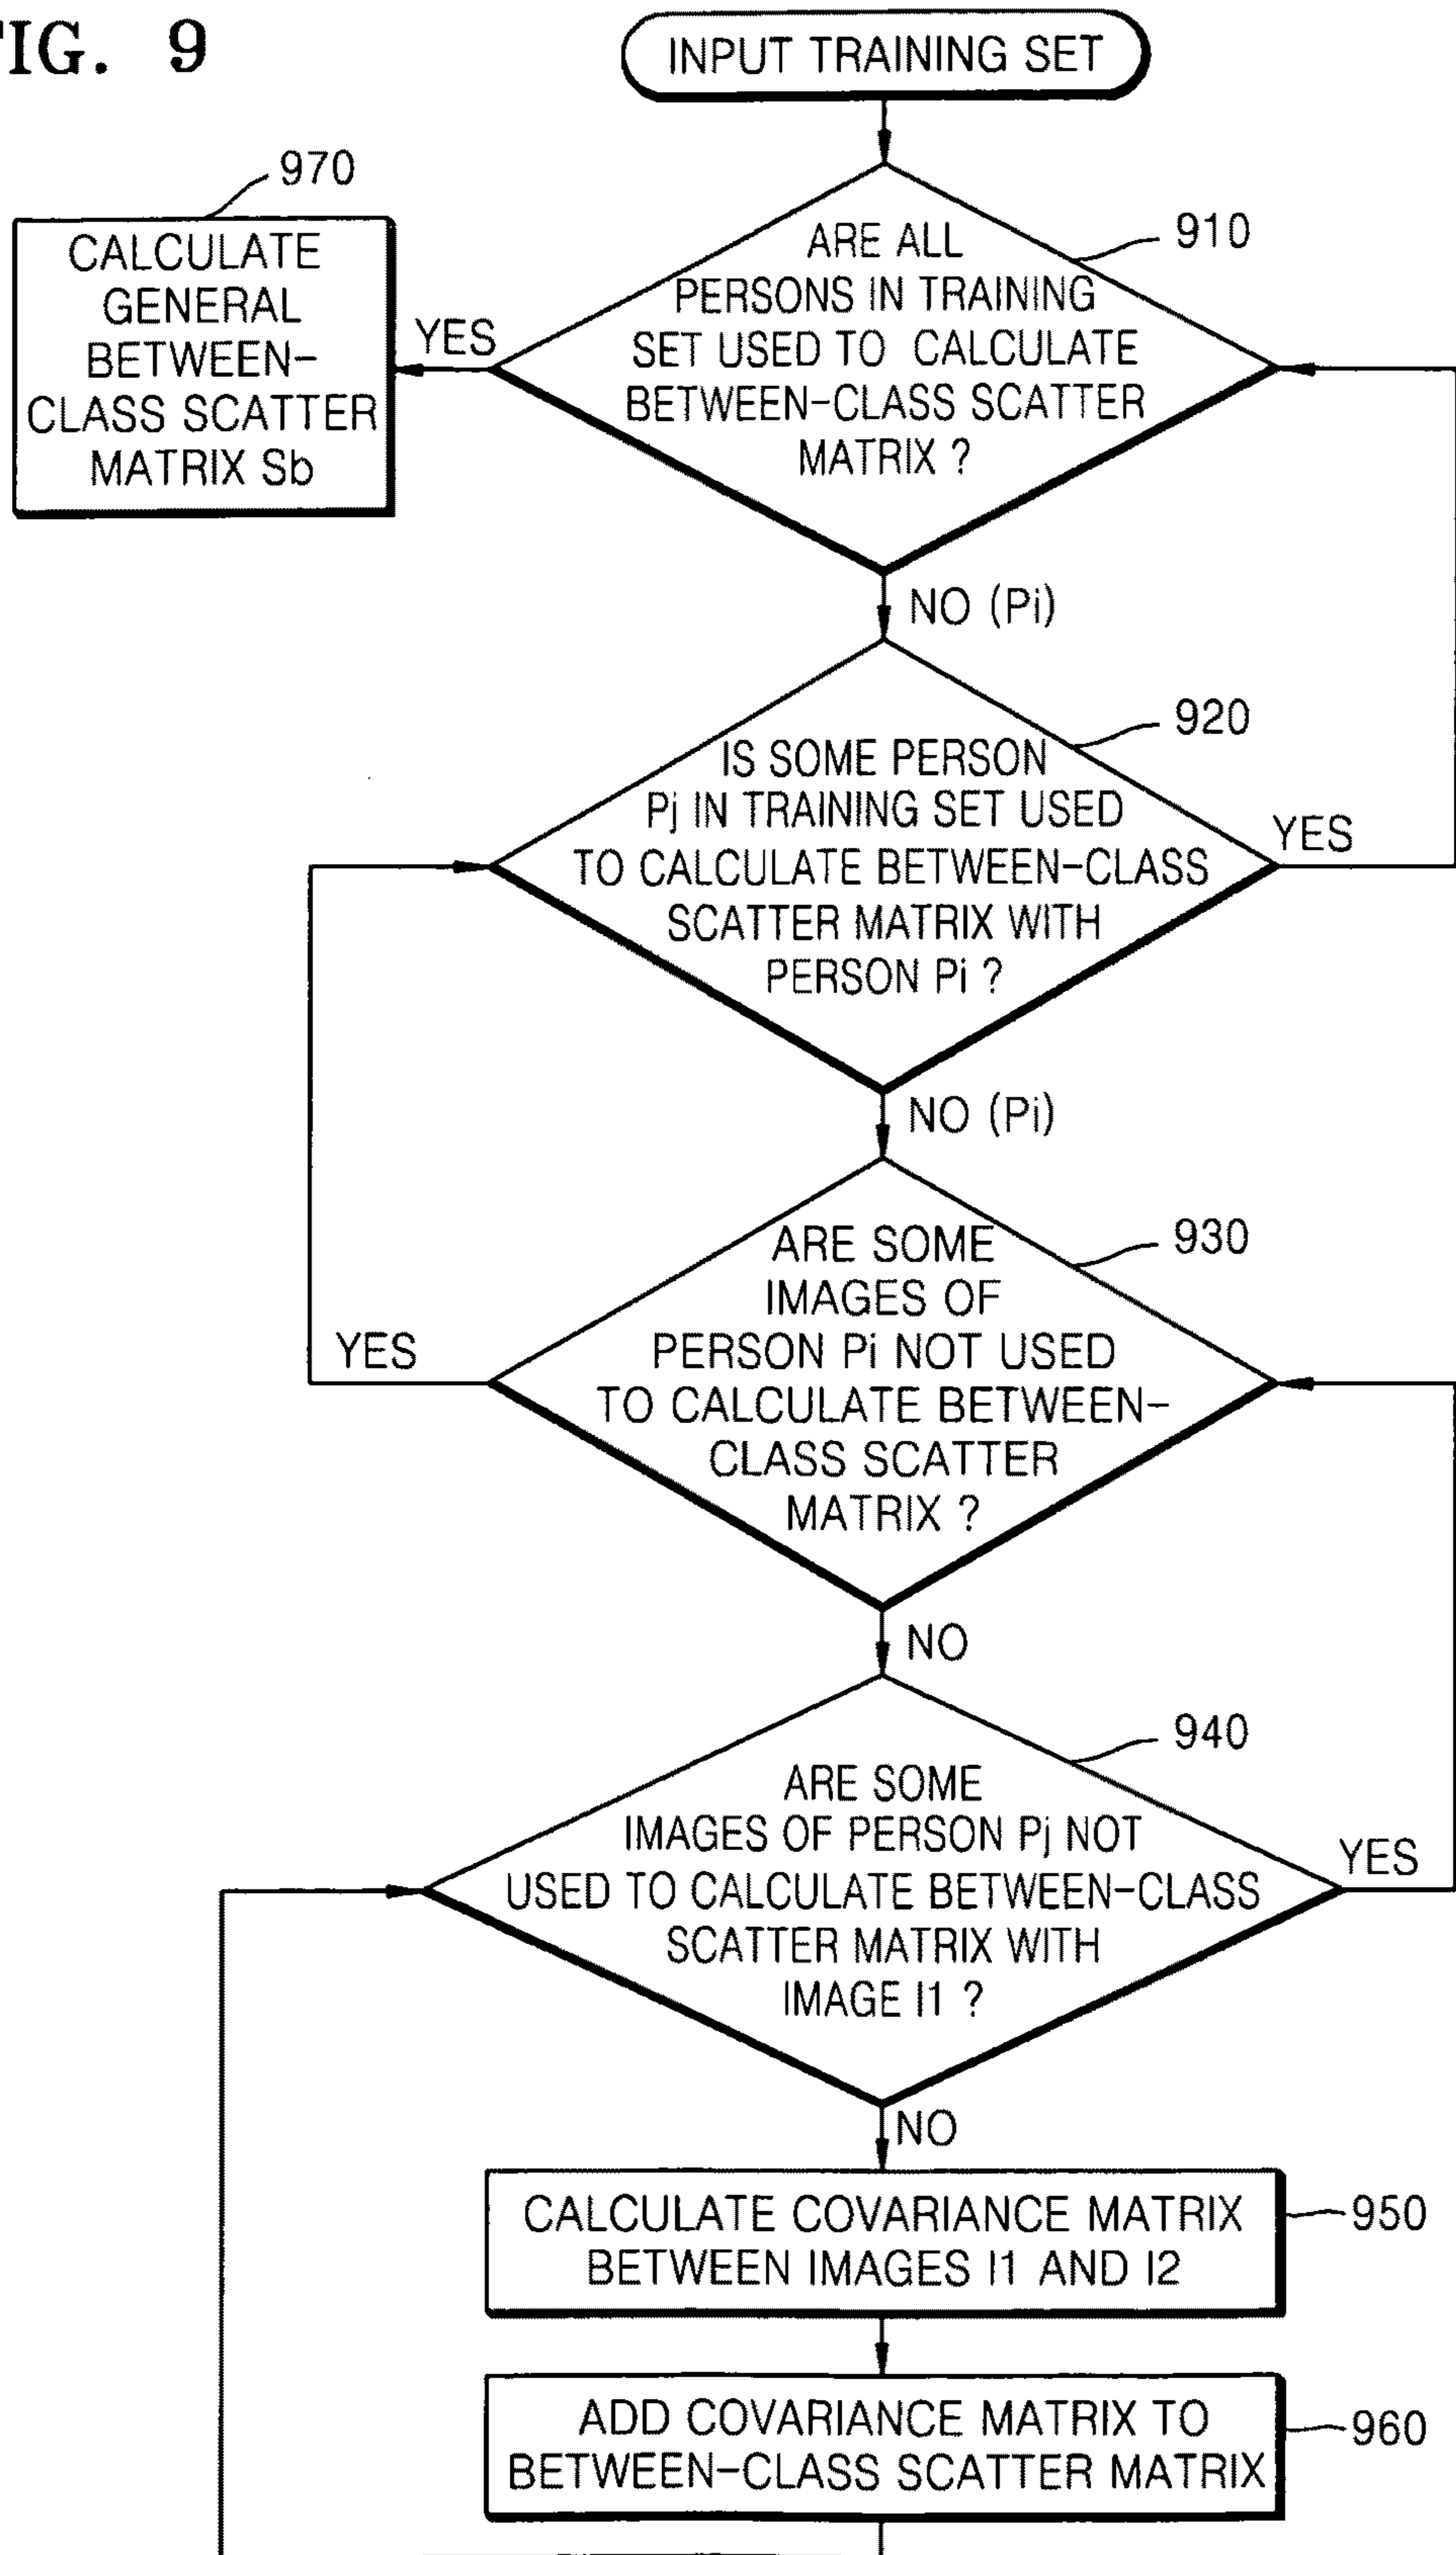 FIG. 9
INPUT TRAINING SET
970
CALCULATE
GENERAL
BETWEEN-
CLASS SCATTER
MATRIX Sb
YES
910
ARE ALL
PERSONS IN TRAINING
SET USED TO CALCULATE
BETWEEN-CLASS SCATTER
MATRIX ?
NO (Pi)
920
IS SOME PERSON
Pj IN TRAINING SET USED
TO CALCULATE BETWEEN-CLASS
SCATTER MATRIX WITH
PERSON Pi ?
YES
NO (Pi)
930
ARE SOME
IMAGES OF
PERSON Pi NOT USED
TO CALCULATE BETWEEN-
CLASS SCATTER
MATRIX ?
YES
NO
940
ARE SOME
IMAGES OF PERSON Pj NOT
USED TO CALCULATE BETWEEN-CLASS
SCATTER MATRIX WITH
IMAGE I1 ?
YES
NO
CALCULATE COVARIANCE MATRIX
BETWEEN IMAGES I1 AND I2
950
ADD COVARIANCE MATRIX TO
BETWEEN-CLASS SCATTER MATRIX
960